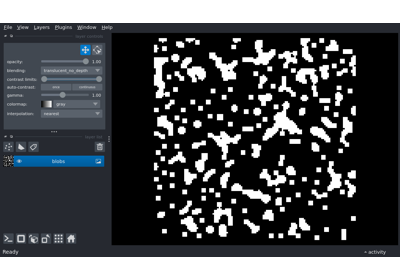 File View Layers Plugins Window Help
layer controls
opacity: 1.00
blending: translucent_no_depth
contrast limits:
auto-contrast: once continuous
gamma: 1.00
colormap: gray
interpolation: nearest
layer list
blobs
Ready activity